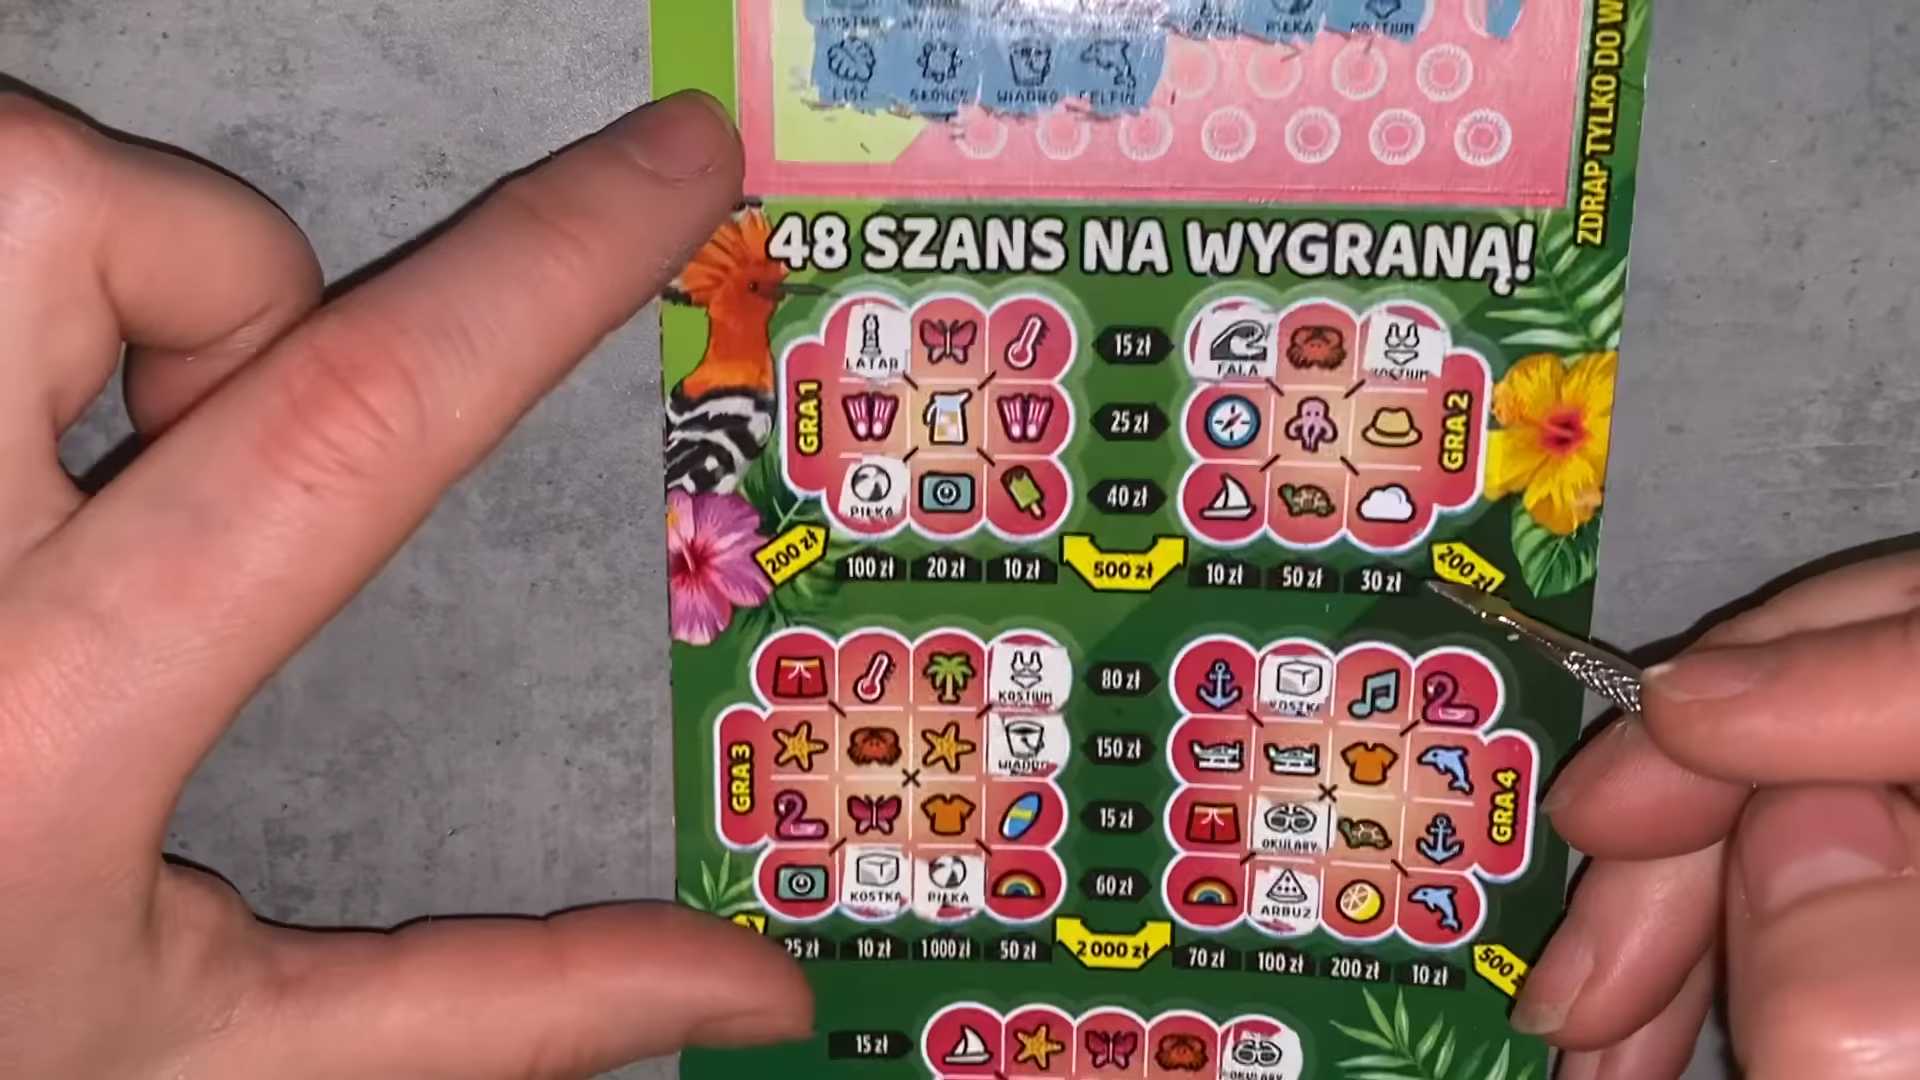 PIŁKA
LIŚĆ SŁOŃCE WIADRO DELFIN
ZDRAP TYLKO DO W
48 SZANS NA WYGRANĄ!
LATAR
15 zł
FALA
KOSTIUM
GRA 1
25 zł
GRA 2
PIŁKA
40 zł
200 zł
100 zł 20 zł 10 zł
500 zł
10 zł 50 zł 30 zł
200 zł
KOSTIUM
80 zł
KOSTKA
GRA 3
WIADRO
150 zł
15 zł
OKULARY
GRA 4
KOSTKA
PIŁKA
60 zł
ARBUZ
25 zł 10 zł 1 000 zł 50 zł
2 000 zł
70 zł 100 zł 200 zł 10 zł
500 z
15 zł
OKULARY